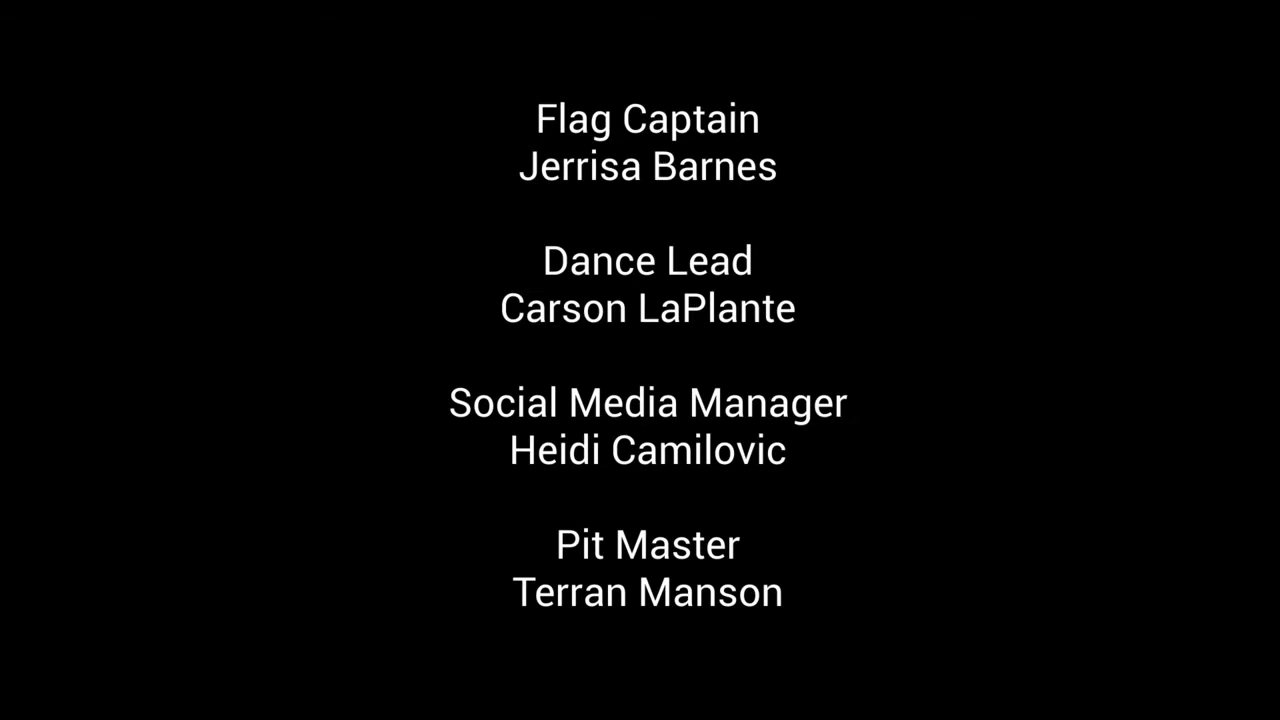 Flag Captain
Jerrisa Barnes
Dance Lead
Carson LaPlante
Social Media Manager
Heidi Camilovic
Pit Master
Terran Manson